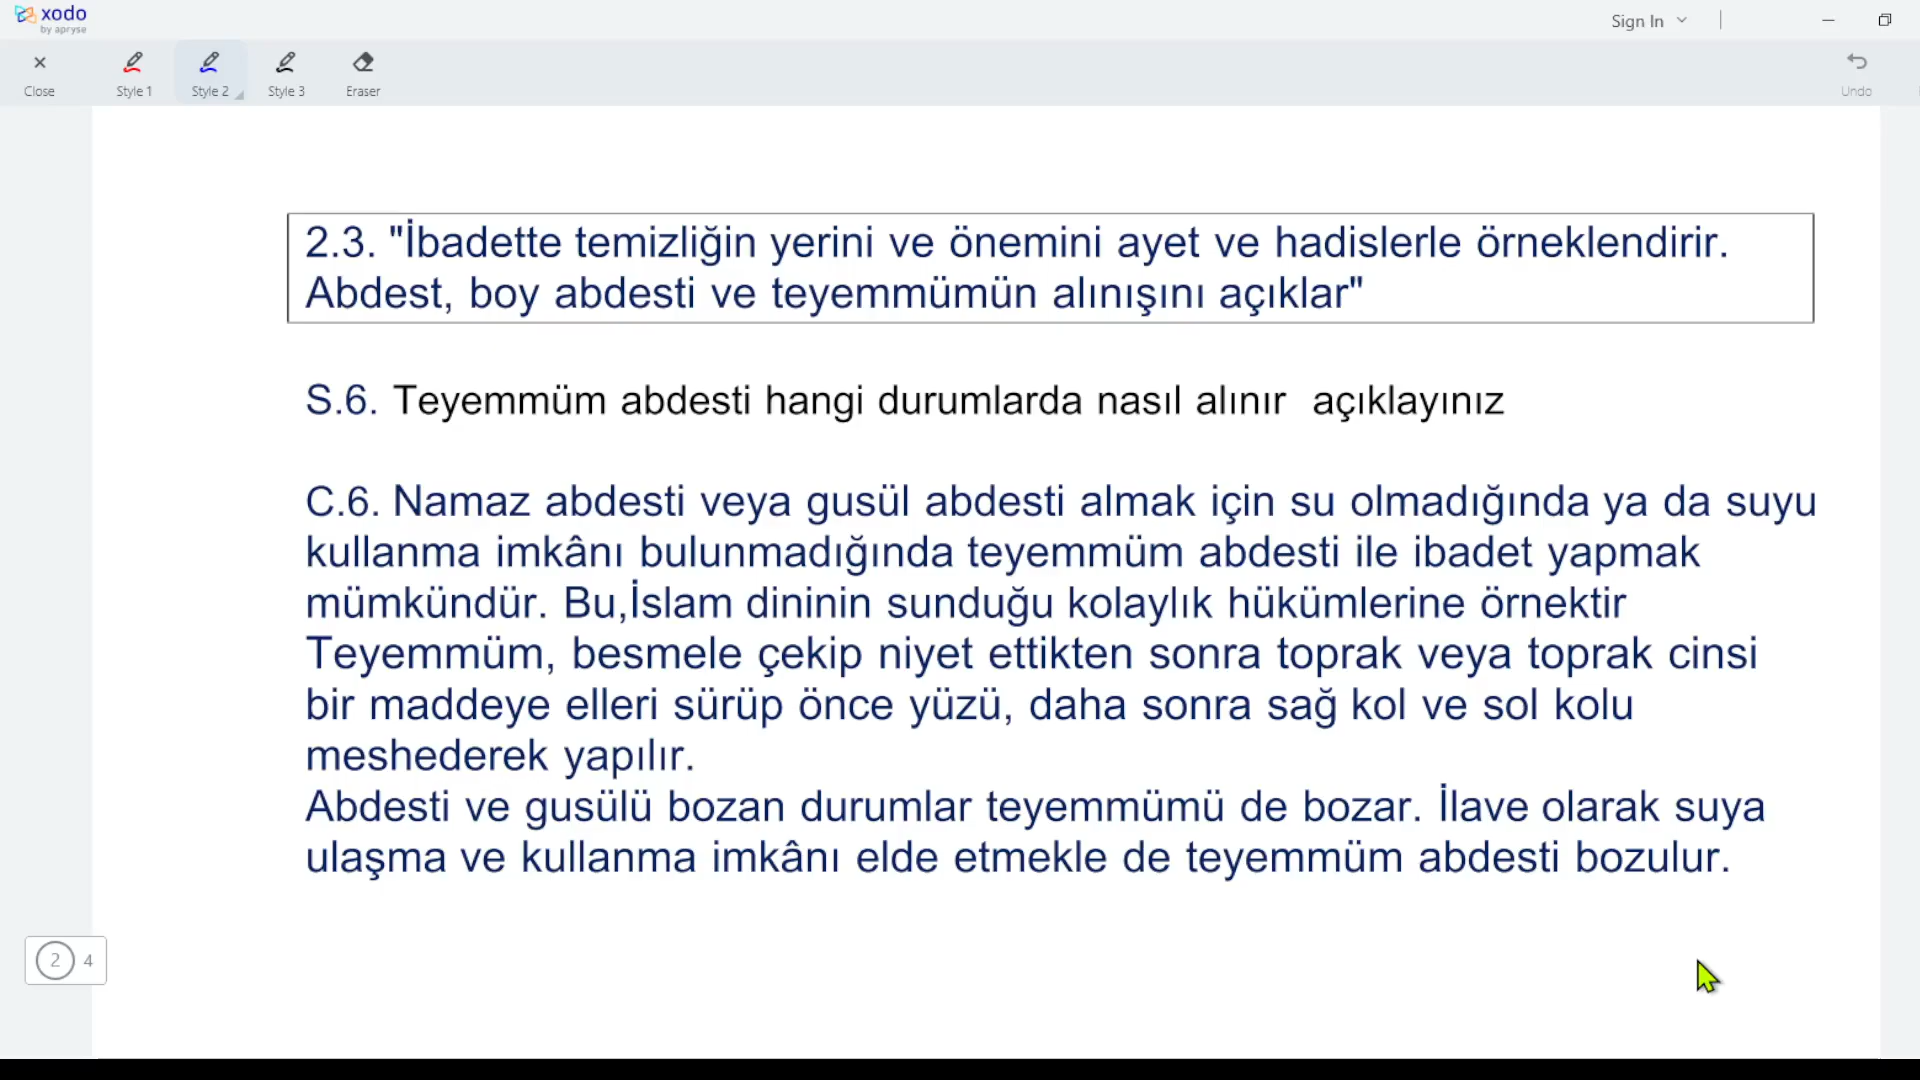 xodo
by apryse
Sign In
Close
Style 1
Style 2
Style 3
Eraser
Undo
2.3. "İbadette temizliğin yerini ve önemini ayet ve hadislerle örneklendirir.
Abdest, boy abdesti ve teyemmümün alınışını açıklar"
S.6. Teyemmüm abdesti hangi durumlarda nasıl alınır açıklayınız
C.6. Namaz abdesti veya gusül abdesti almak için su olmadığında ya da suyu
kullanma imkânı bulunmadığında teyemmüm abdesti ile ibadet yapmak
mümkündür. Bu,İslam dininin sunduğu kolaylık hükümlerine örnektir
Teyemmüm, besmele çekip niyet ettikten sonra toprak veya toprak cinsi
bir maddeye elleri sürüp önce yüzü, daha sonra sağ kol ve sol kolu
meshederek yapılır.
Abdesti ve gusülü bozan durumlar teyemmümü de bozar. İlave olarak suya
ulaşma ve kullanma imkânı elde etmekle de teyemmüm abdesti bozulur.
2 4